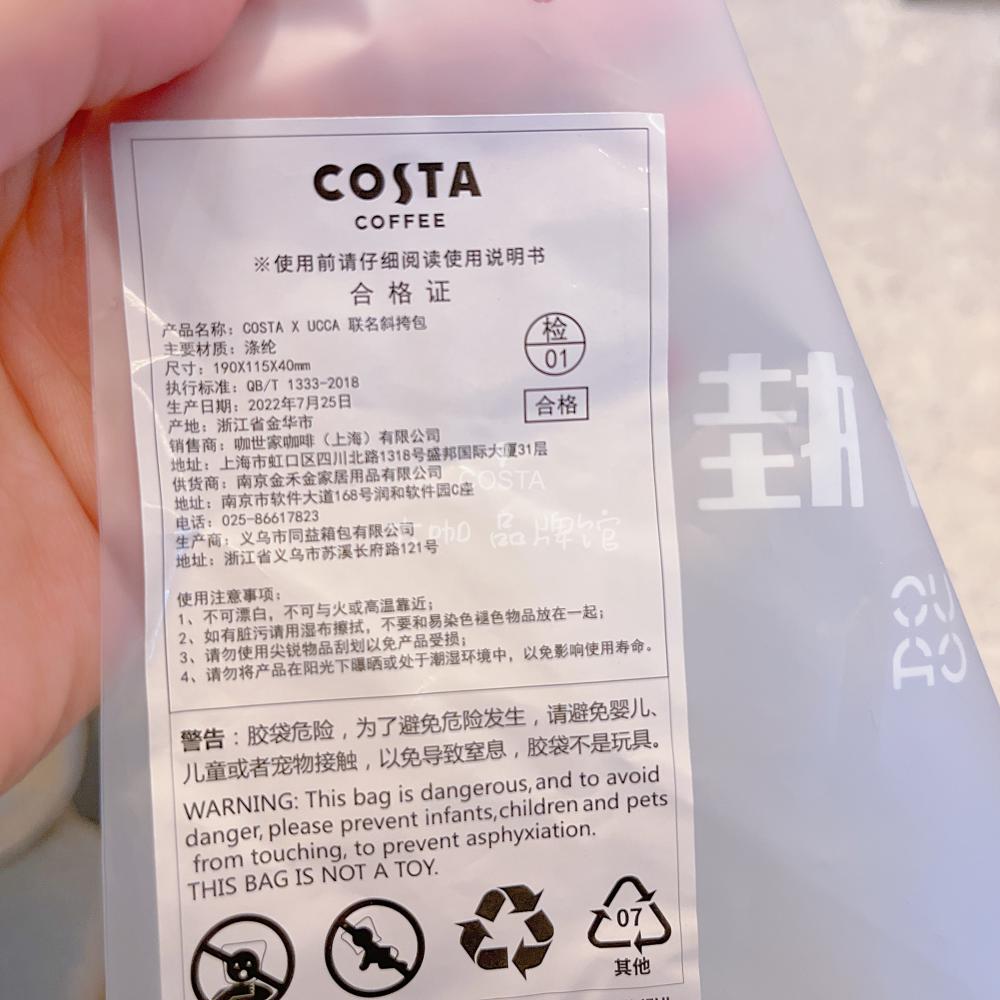 COSTA
COFFEE
※使用前请仔细阅读使用说明书
合格证
产品名称：COSTA X UCCA 联名斜挎包
主要材质：涤纶
尺寸：190X115X40mm
执行标准：QB/T 1333-2018
生产日期：2022年7月25日
产地：浙江省金华市
销售商：咖世家咖啡（上海）有限公司
地址：上海市虹口区四川北路1318号盛邦国际大厦31层
供货商：南京金禾金家居用品有限公司
地址：南京市软件大道168号润和软件园C座
电话：025-86617823
生产商：义乌市同益箱包有限公司
地址：浙江省义乌市苏溪长府路121号
检
01
合格
COSTA
咖 品牌馆
使用注意事项：
1、不可漂白，不可与火或高温靠近；
2、如有脏污请用湿布擦拭，不要和易染色褪色物品放在一起；
3、请勿使用尖锐物品刮划以免产品受损；
4、请勿将产品在阳光下曝晒或处于潮湿环境中，以免影响使用寿命。
警告：胶袋危险，为了避免危险发生，请避免婴儿、
儿童或者宠物接触，以免导致窒息，胶袋不是玩具。
WARNING: This bag is dangerous,and to avoid
danger, please prevent infants,children and pets
from touching, to prevent asphyxiation.
THIS BAG IS NOT A TOY.
07
其他